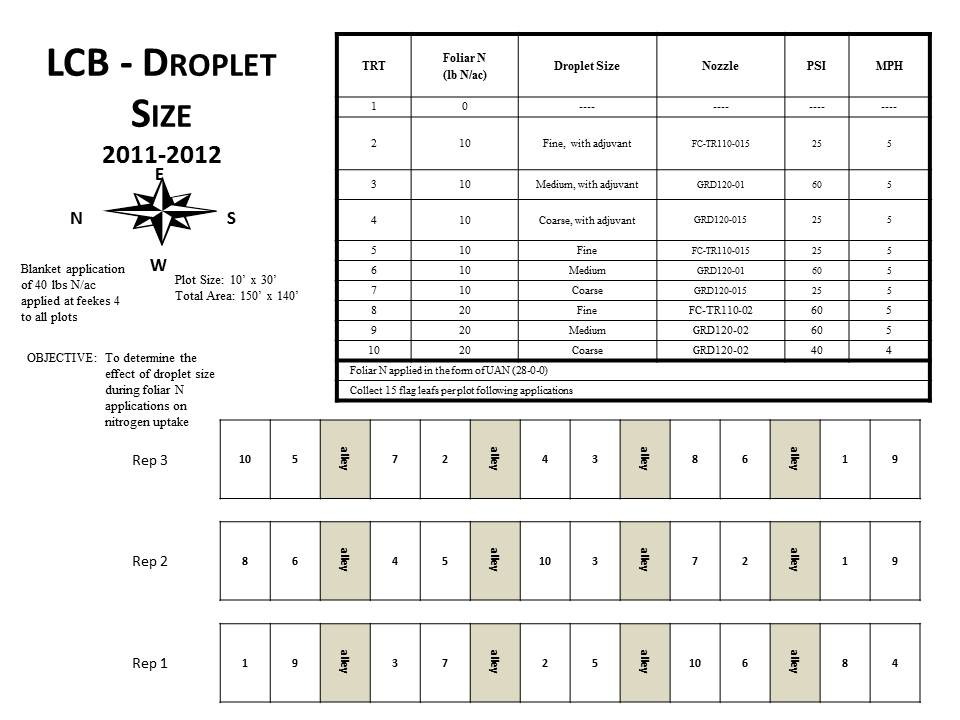 LCB - DROPLET
SIZE
2011-2012
E
N
S
W
Blanket application
of 40 lbs N/ac
applied at feekes 4
to all plots
Plot Size: 10’ x 30’
Total Area: 150’ x 140’
OBJECTIVE: To determine the
effect of droplet size
during foliar N
applications on
nitrogen uptake
TRT Foliar N (lb N/ac) Droplet Size Nozzle PSI MPH
1 0 ---- ---- ---- ----
2 10 Fine, with adjuvant FC-TR110-015 25 5
3 10 Medium, with adjuvant GRD120-01 60 5
4 10 Coarse, with adjuvant GRD120-015 25 5
5 10 Fine FC-TR110-015 25 5
6 10 Medium GRD120-01 60 5
7 10 Coarse GRD120-015 25 5
8 20 Fine FC-TR110-02 60 5
9 20 Medium GRD120-02 60 5
10 20 Coarse GRD120-02 40 4
Foliar N applied in the form of UAN (28-0-0)
Collect 15 flag leafs per plot following applications
Rep 3 10 5 alley 7 2 alley 4 3 alley 8 6 alley 1 9
Rep 2 8 6 alley 4 5 alley 10 3 alley 7 2 alley 1 9
Rep 1 1 9 alley 3 7 alley 2 5 alley 10 6 alley 8 4